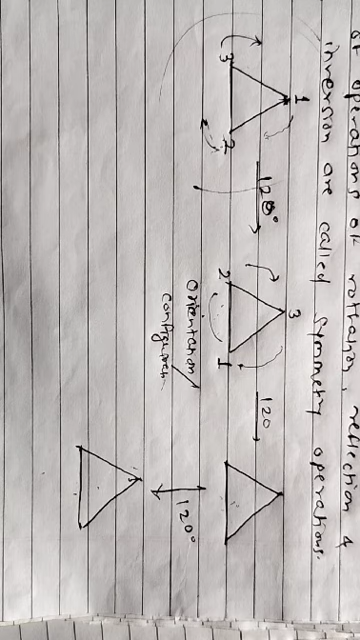 of operations of rothation, reflection &
inversion are called symmetry operations.
1
3
2
120°
3
2
1
120
Orientation/
Configuration
120°